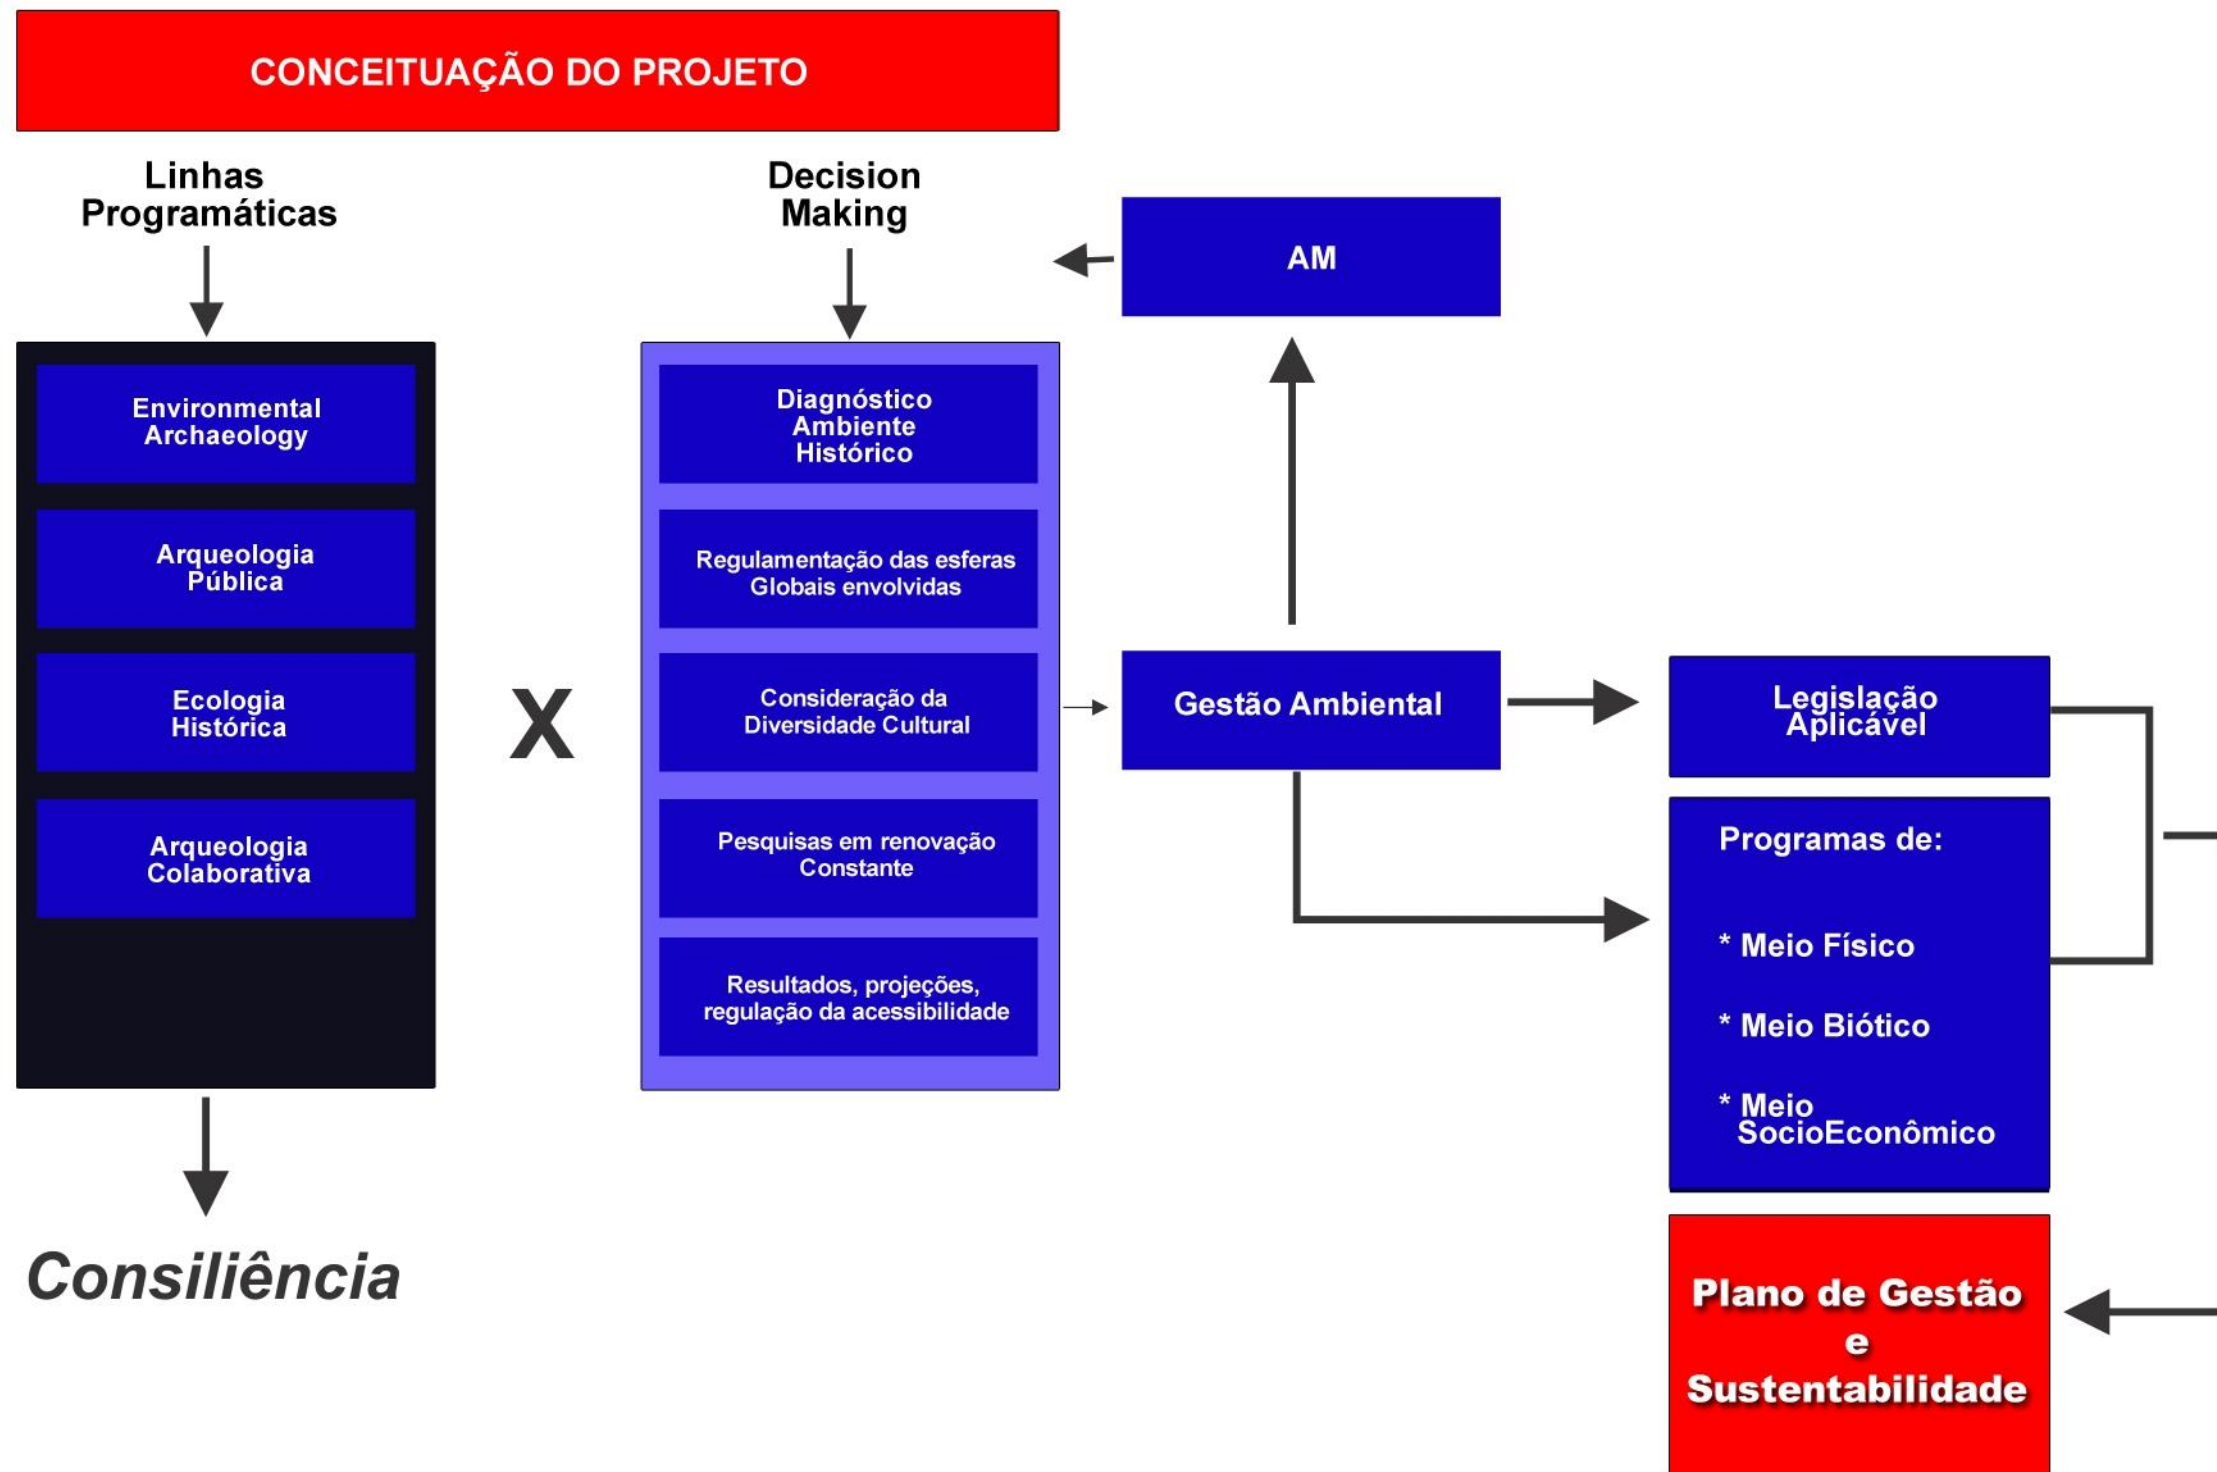 CONCEITUAÇÃO DO PROJETO
Linhas
Programáticas
Environmental
Archaeology
Arqueologia
Pública
Ecologia
Histórica
Arqueologia
Colaborativa
Consiliência
X
Decision
Making
Diagnóstico
Ambiente
Histórico
Regulamentação das esferas
Globais envolvidas
Consideração da
Diversidade Cultural
Pesquisas em renovação
Constante
Resultados, projeções,
regulação da acessibilidade
AM
Gestão Ambiental
Legislação
Aplicável
Programas de:
* Meio Físico
* Meio Biótico
* Meio
SocioEconômico
Plano de Gestão
e
Sustentabilidade